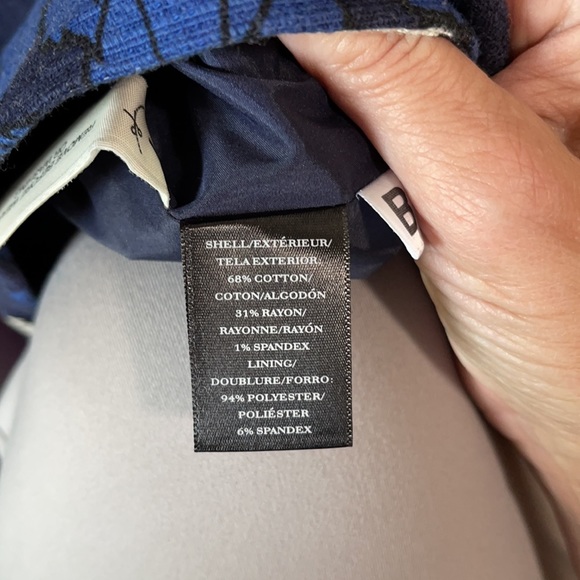 SHELL/EXTÉRIEUR/
TELA EXTERIOR:
68% COTTON/
COTON/ALGODÓN
31% RAYON/
RAYONNE/RAYÓN
1% SPANDEX
LINING/
DOUBLURE/FORRO:
94% POLYESTER/
POLIÉSTER
6% SPANDEX
B